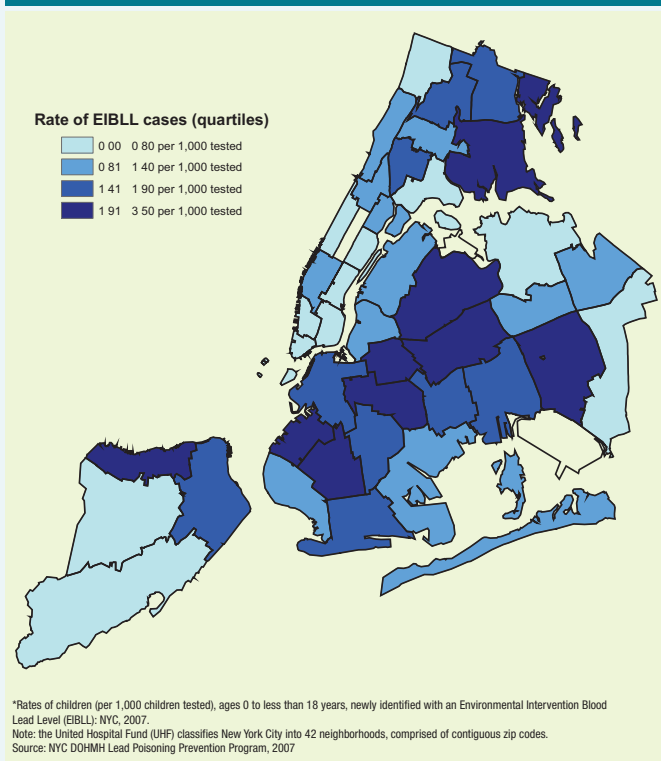 Rate of EIBLL cases (quartiles)
0 00 0 80 per 1,000 tested
0 81 1 40 per 1,000 tested
1 41 1 90 per 1,000 tested
1 91 3 50 per 1,000 tested
*Rates of children (per 1,000 children tested), ages 0 to less than 18 years, newly identified with an Environmental Intervention Blood
Lead Level (EIBLL): NYC, 2007.
Note: the United Hospital Fund (UHF) classifies New York City into 42 neighborhoods, comprised of contiguous zip codes.
Source: NYC DOHMH Lead Poisoning Prevention Program, 2007